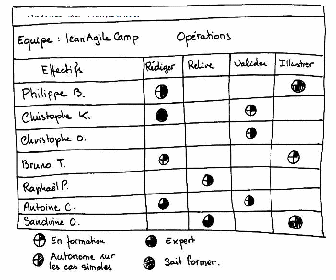 Equipe : LeanAgile Camp Opérations
Effectifs Rédiger Relire Valider Illustrer
Philippe B.
Christophe K.
Christophe O.
Bruno T.
Raphaël P.
Antoine C.
Sandrine C.
En formation Expert
Autonome sur les cas simples Sait former.